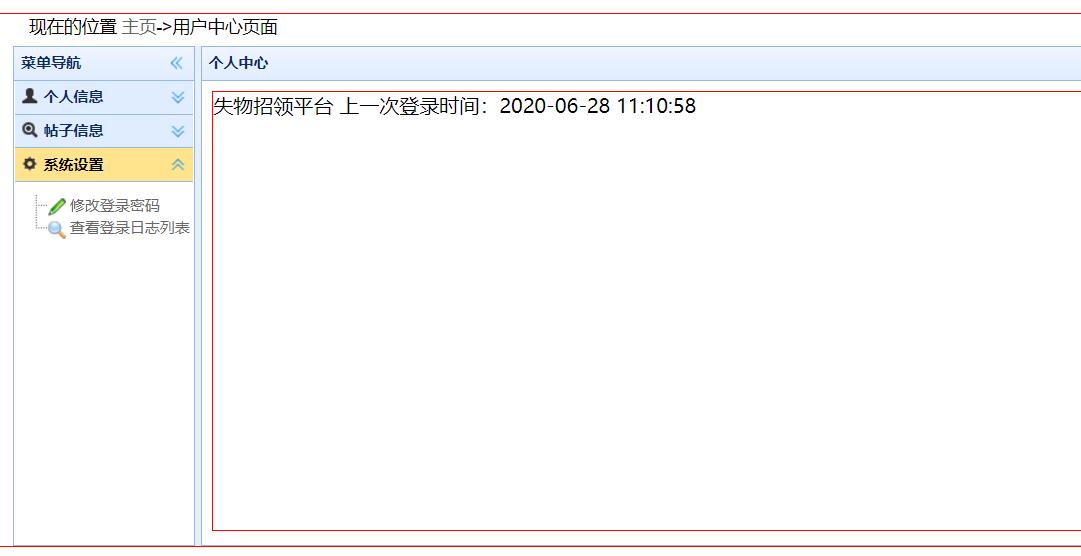 现在的位置 主页->用户中心页面
菜单导航
个人信息
帖子信息
系统设置
修改登录密码
查看登录日志列表
个人中心
失物招领平台 上一次登录时间：2020-06-28 11:10:58